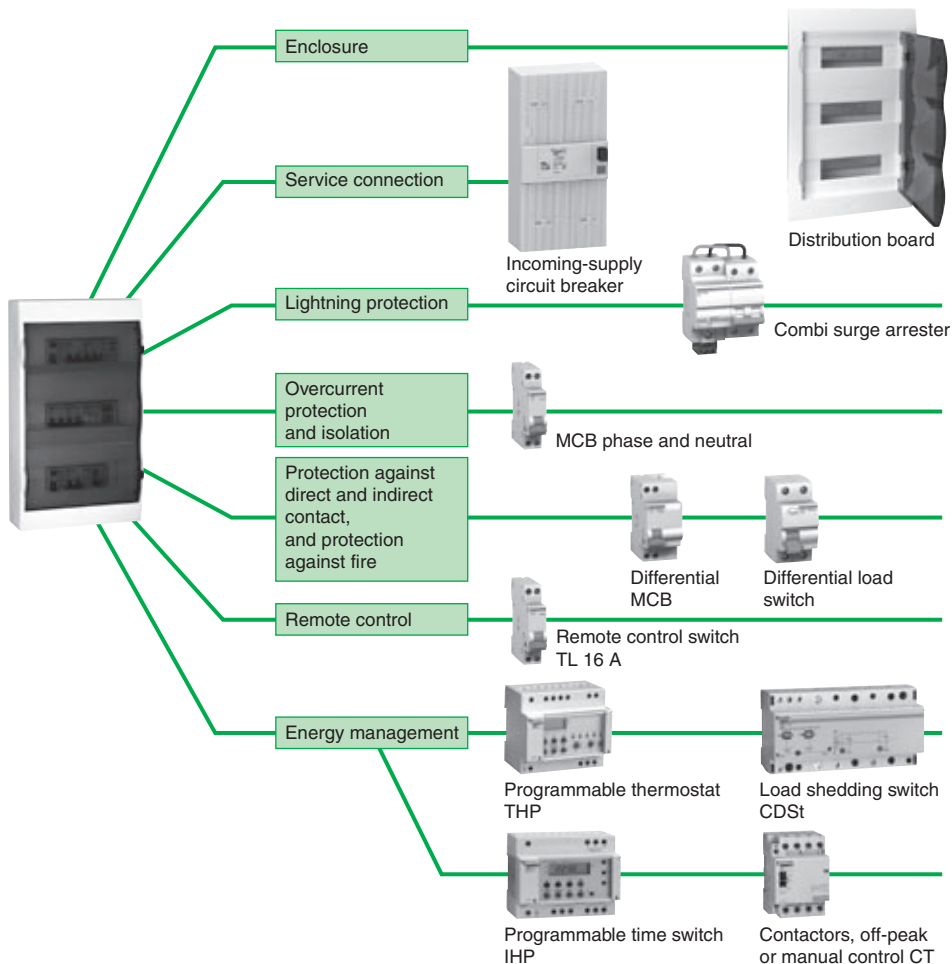 Enclosure
Distribution board
Service connection
Incoming-supply
circuit breaker
Lightning protection
Combi surge arrester
Overcurrent
protection
and isolation
MCB phase and neutral
Protection against
direct and indirect
contact,
and protection
against fire
Differential
MCB
Differential load
switch
Remote control
Remote control switch
TL 16 A
Energy management
Programmable thermostat
THP
Load shedding switch
CDSt
Programmable time switch
IHP
Contactors, off-peak
or manual control CT